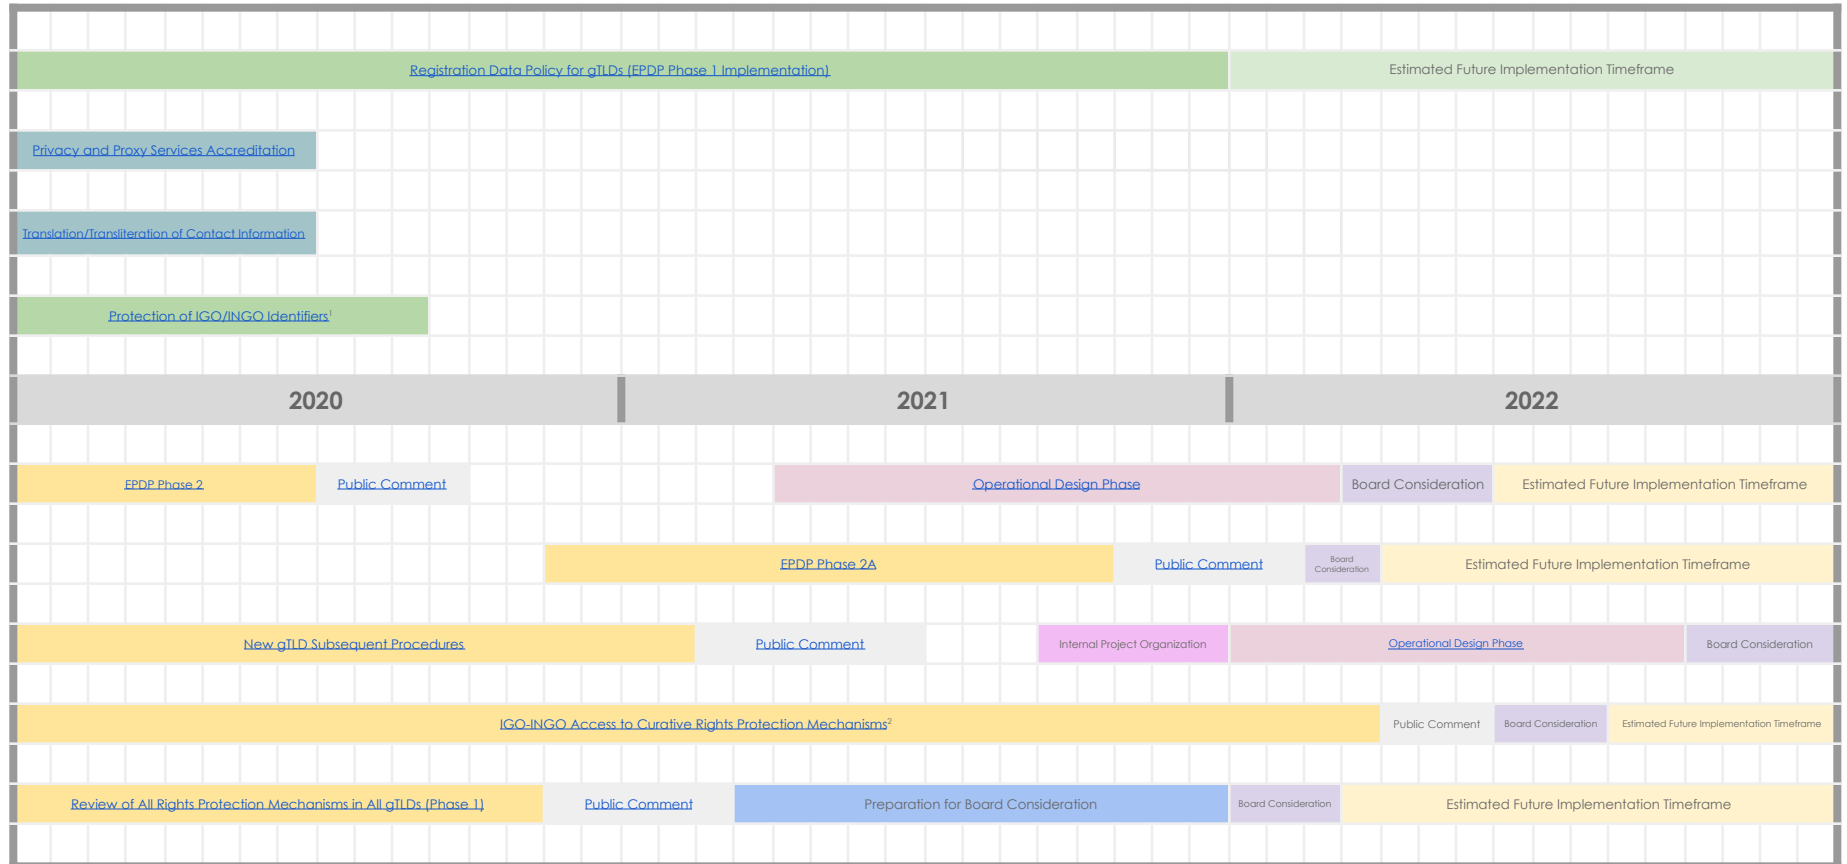 Registration Data Policy for gTLDs (EPDP Phase 1 Implementation) Estimated Future Implementation Timeframe
Privacy and Proxy Services Accreditation
Translation/Transliteration of Contact Information
Protection of IGO/INGO Identifiers¹
2020 2021 2022
EPDP Phase 2 Public Comment Operational Design Phase Board Consideration Estimated Future Implementation Timeframe
EPDP Phase 2A Public Comment Board Consideration Estimated Future Implementation Timeframe
New gTLD Subsequent Procedures Public Comment Internal Project Organization Operational Design Phase Board Consideration
IGO-INGO Access to Curative Rights Protection Mechanisms² Public Comment Board Consideration Estimated Future Implementation Timeframe
Review of All Rights Protection Mechanisms in All gTLDs (Phase 1) Public Comment Preparation for Board Consideration Board Consideration Estimated Future Implementation Timeframe